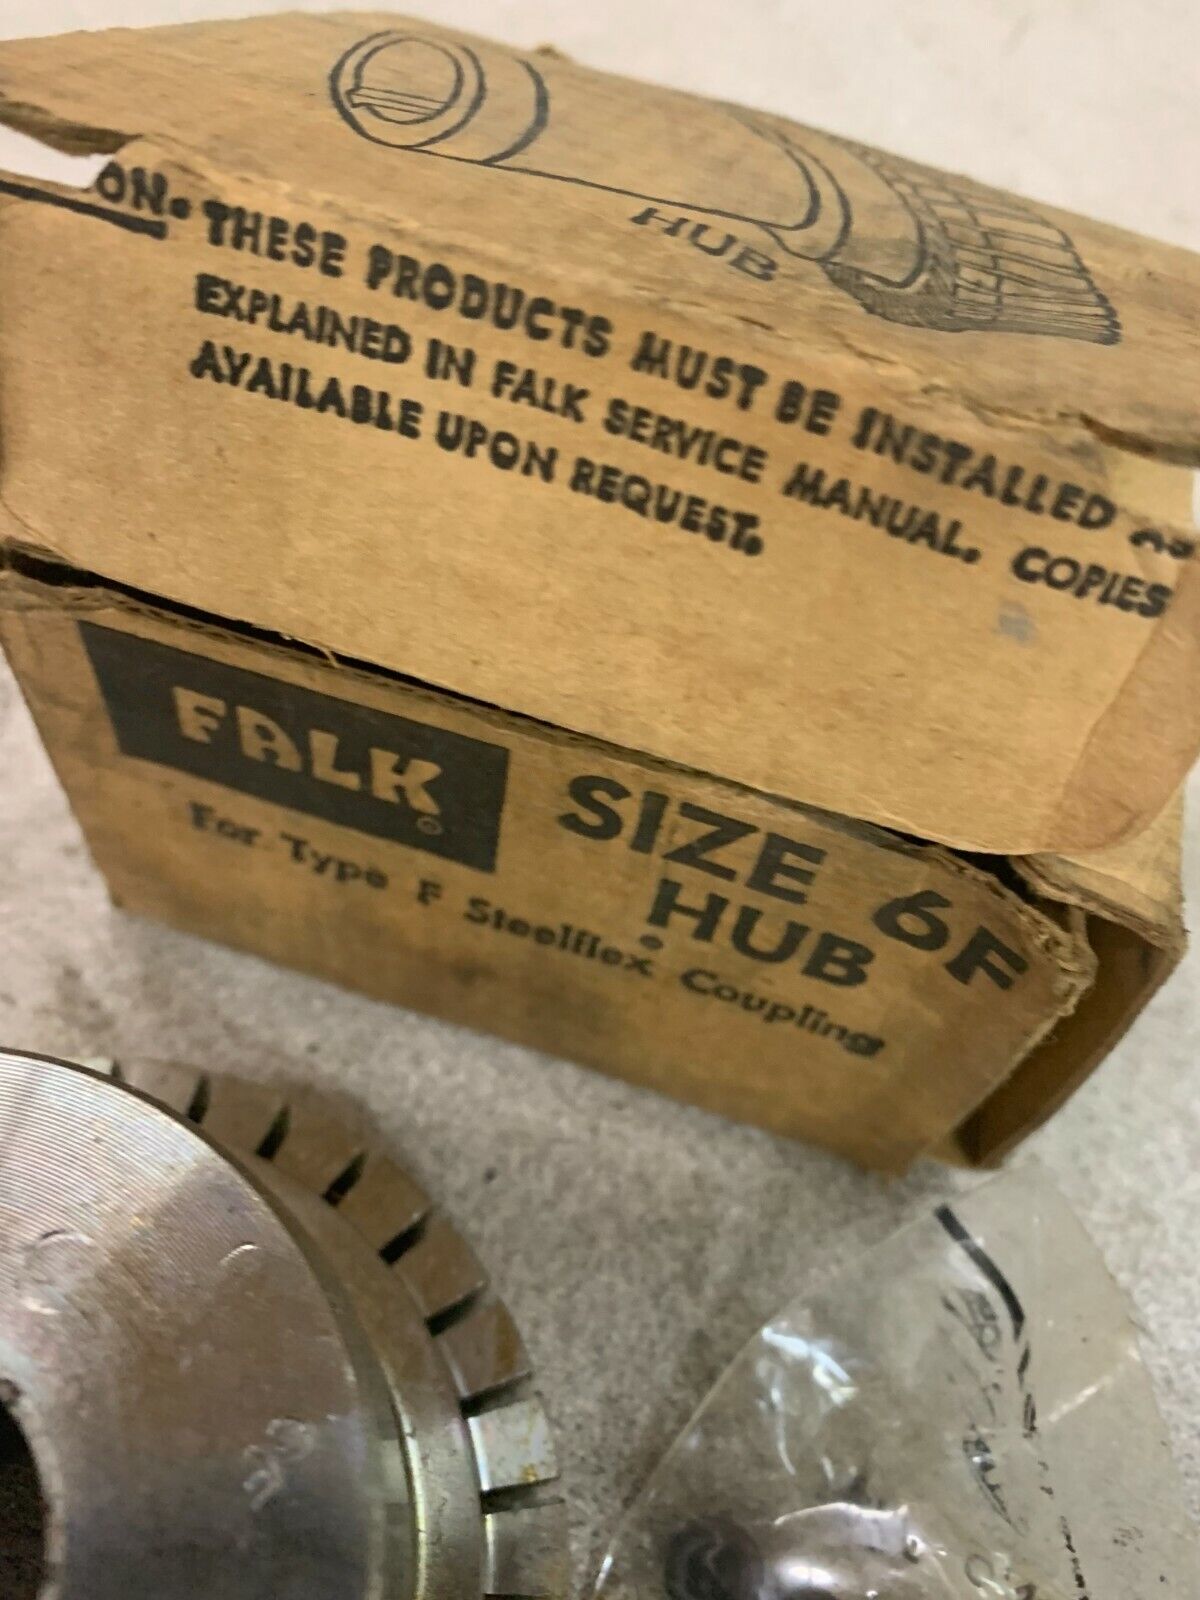 HUB
ON. THESE PRODUCTS MUST BE INSTALLED AS
EXPLAINED IN FALK SERVICE MANUAL. COPIES
AVAILABLE UPON REQUEST.
FALK®
SIZE 6F
HUB
For Type F Steelflex Coupling